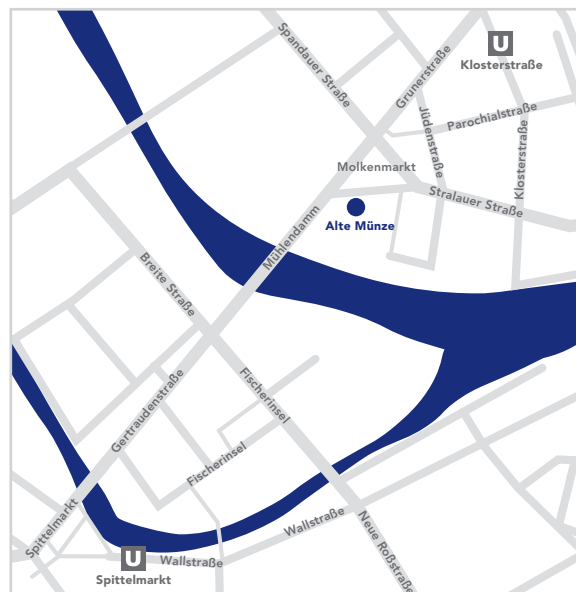 U
Klosterstraße
Spandauer Straße
Grunerstraße
Jüdenstraße
Parochialstraße
Klosterstraße
Molkenmarkt
Stralauer Straße
Alte Münze
Mühlendamm
Breite Straße
Fischerinsel
Gertraudenstraße
Fischerinsel
Spittelmarkt
Wallstraße
Neue Roßstraße
U
Wallstraße
Spittelmarkt